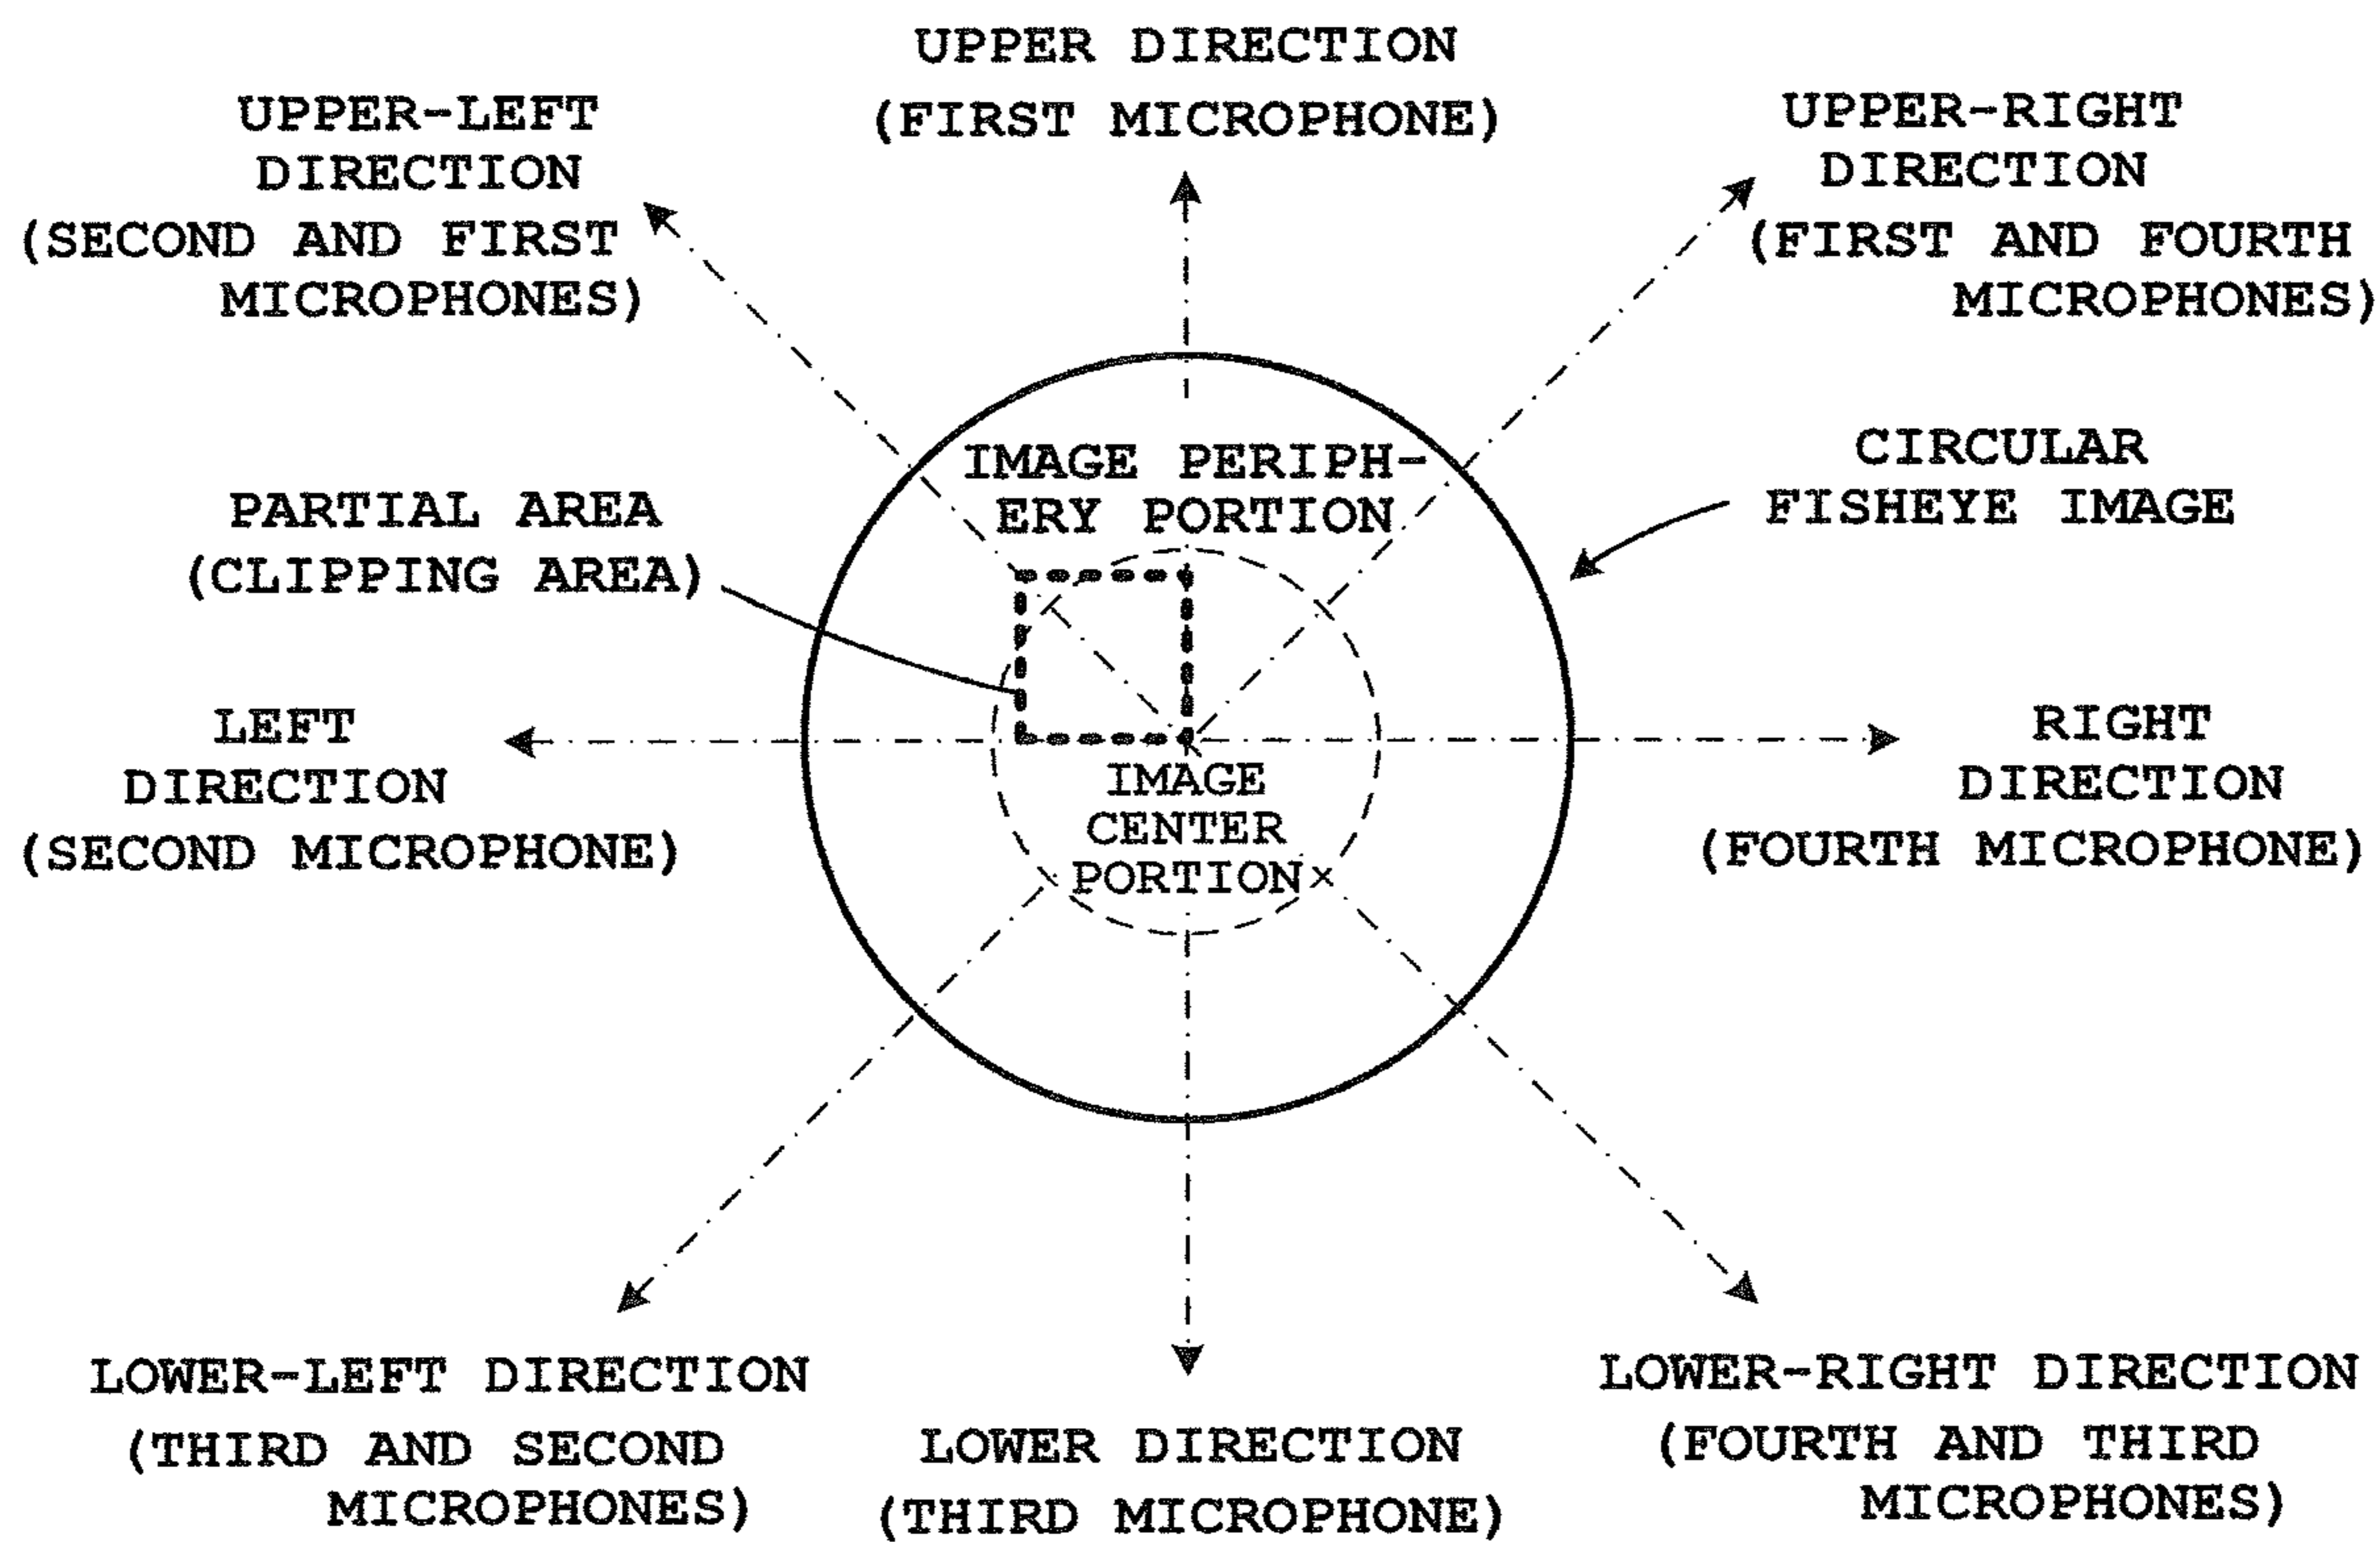 UPPER DIRECTION
(FIRST MICROPHONE)
UPPER-LEFT
DIRECTION
(SECOND AND FIRST
MICROPHONES)
UPPER-RIGHT
DIRECTION
(FIRST AND FOURTH
MICROPHONES)
IMAGE PERIPH-
ERY PORTION
CIRCULAR
FISHEYE IMAGE
PARTIAL AREA
(CLIPPING AREA)
LEFT
DIRECTION
(SECOND MICROPHONE)
IMAGE
CENTER
PORTION
RIGHT
DIRECTION
(FOURTH MICROPHONE)
LOWER-LEFT DIRECTION
(THIRD AND SECOND
MICROPHONES)
LOWER DIRECTION
(THIRD MICROPHONE)
LOWER-RIGHT DIRECTION
(FOURTH AND THIRD
MICROPHONES)